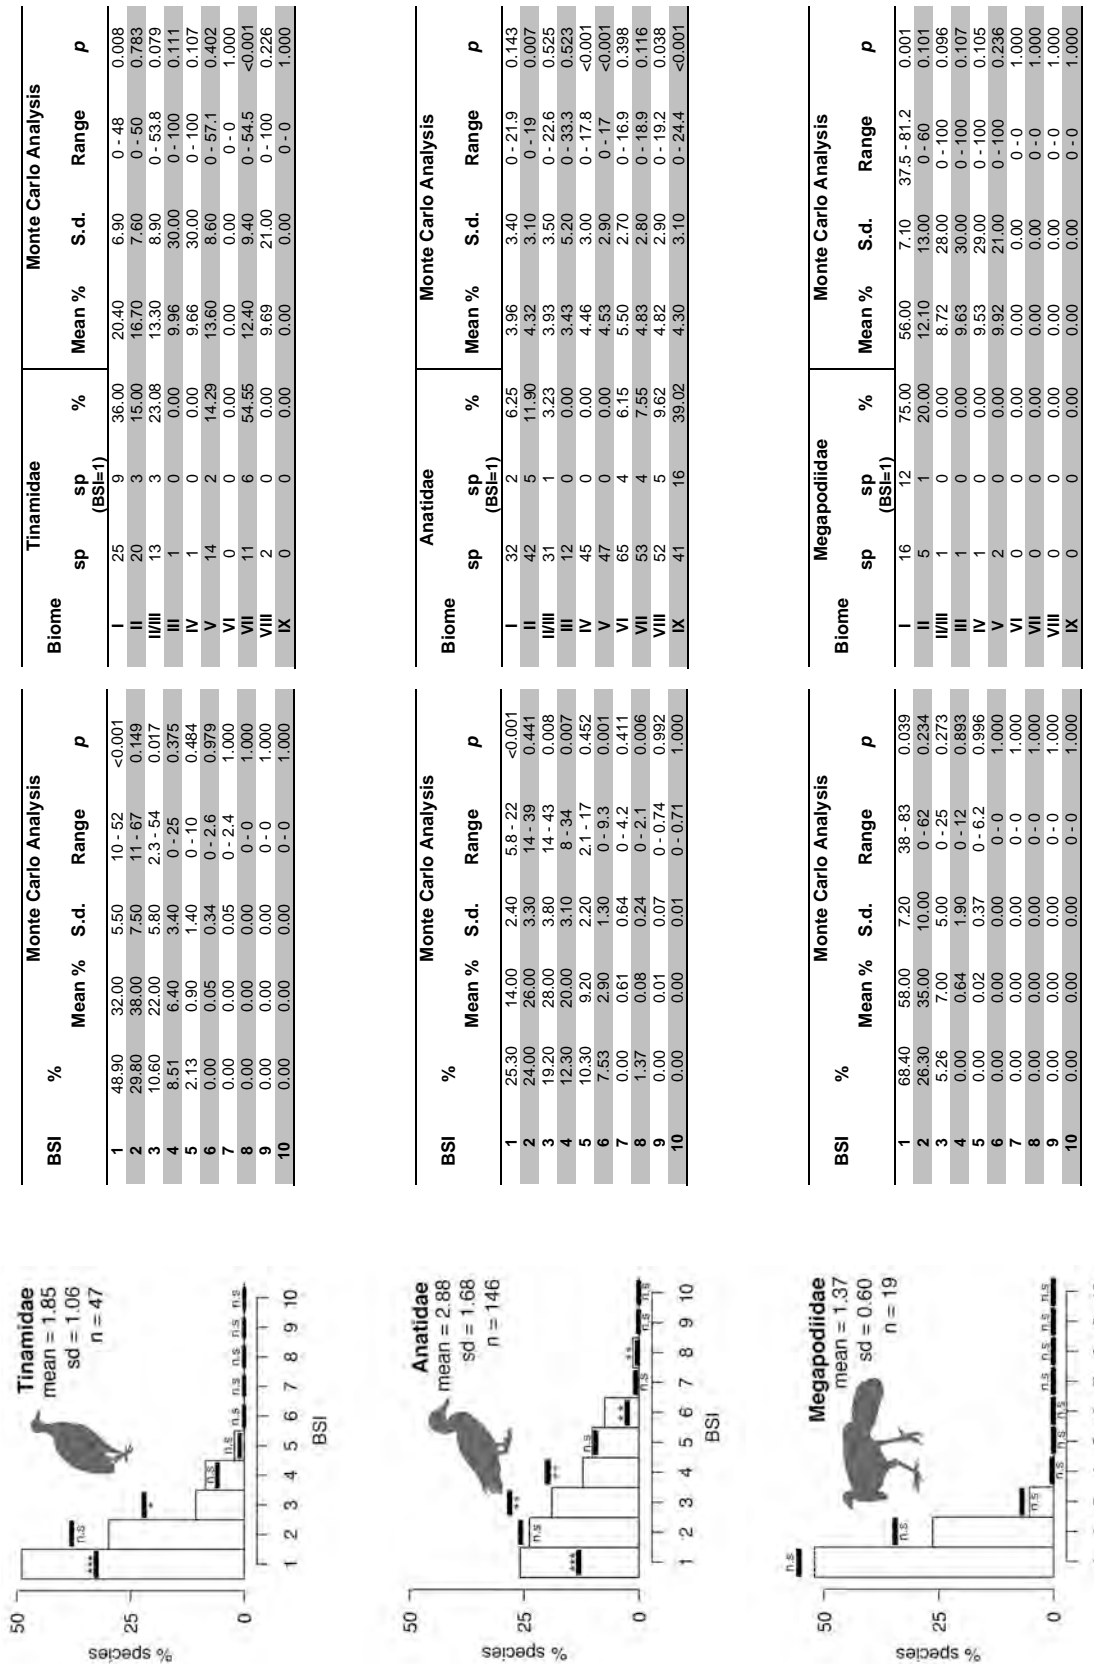 Tinamidae
mean = 1.85
sd = 1.06
n = 47
% species
50
25
0
*** n.s * n.s n.s n.s n.s n.s n.s n.s
1 2 3 4 5 6 7 8 9 10
BSI
Monte Carlo Analysis
BSI % Mean % S.d. Range p
1 48.90 32.00 5.50 10 - 52 <0.001
2 29.80 38.00 7.50 11 - 67 0.149
3 10.60 22.00 5.80 2.3 - 54 0.017
4 8.51 6.40 3.40 0 - 25 0.375
5 2.13 0.90 1.40 0 - 10 0.484
6 0.00 0.05 0.34 0 - 2.6 0.979
7 0.00 0.00 0.05 0 - 2.4 1.000
8 0.00 0.00 0.00 0 - 0 1.000
9 0.00 0.00 0.00 0 - 0 1.000
10 0.00 0.00 0.00 0 - 0 1.000
Biome Tinamidae Monte Carlo Analysis
sp sp (BSI=1) % Mean % S.d. Range p
I 25 9 36.00 20.40 6.90 0 - 48 0.008
II 20 3 15.00 16.70 7.60 0 - 50 0.783
II/III 13 3 23.08 13.30 8.90 0 - 53.8 0.079
III 1 0 0.00 9.96 30.00 0 - 100 0.111
IV 1 0 0.00 9.66 30.00 0 - 100 0.107
V 14 2 14.29 13.60 8.60 0 - 57.1 0.402
VI 0 0 0.00 0.00 0.00 0 - 0 1.000
VII 11 6 54.55 12.40 9.40 0 - 54.5 <0.001
VIII 2 0 0.00 9.69 21.00 0 - 100 0.226
IX 0 0 0.00 0.00 0.00 0 - 0 1.000
Anatidae
mean = 2.88
sd = 1.68
n = 146
% species
50
25
0
*** n.s ** ** n.s ** n.s ** n.s n.s
1 2 3 4 5 6 7 8 9 10
BSI
Monte Carlo Analysis
BSI % Mean % S.d. Range p
1 25.30 14.00 2.40 5.8 - 22 <0.001
2 24.00 26.00 3.30 14 - 39 0.441
3 19.20 28.00 3.80 14 - 43 0.008
4 12.30 20.00 3.10 8 - 34 0.007
5 10.30 9.20 2.20 2.1 - 17 0.452
6 7.53 2.90 1.30 0 - 9.3 0.001
7 0.00 0.61 0.64 0 - 4.2 0.411
8 1.37 0.08 0.24 0 - 2.1 0.006
9 0.00 0.01 0.07 0 - 0.74 0.992
10 0.00 0.00 0.01 0 - 0.71 1.000
Biome Anatidae Monte Carlo Analysis
sp sp (BSI=1) % Mean % S.d. Range p
I 32 2 6.25 3.96 3.40 0 - 21.9 0.143
II 42 5 11.90 4.32 3.10 0 - 19 0.007
II/III 31 1 3.23 3.93 3.50 0 - 22.6 0.525
III 12 0 0.00 3.43 5.20 0 - 33.3 0.523
IV 45 0 0.00 4.46 3.00 0 - 17.8 <0.001
V 47 0 0.00 4.53 2.90 0 - 17 <0.001
VI 65 4 6.15 5.50 2.70 0 - 16.9 0.398
VII 53 4 7.55 4.83 2.80 0 - 18.9 0.116
VIII 52 5 9.62 4.82 2.90 0 - 19.2 0.038
IX 41 16 39.02 4.30 3.10 0 - 24.4 <0.001
Megapodiidae
mean = 1.37
sd = 0.60
n = 19
% species
50
25
0
n.s n.s n.s n.s n.s n.s n.s n.s n.s n.s
Monte Carlo Analysis
BSI % Mean % S.d. Range p
1 68.40 58.00 7.20 38 - 83 0.039
2 26.30 35.00 10.00 0 - 62 0.234
3 5.26 7.00 5.00 0 - 25 0.273
4 0.00 0.64 1.90 0 - 12 0.893
5 0.00 0.02 0.37 0 - 6.2 0.996
6 0.00 0.00 0.00 0 - 0 1.000
7 0.00 0.00 0.00 0 - 0 1.000
8 0.00 0.00 0.00 0 - 0 1.000
9 0.00 0.00 0.00 0 - 0 1.000
10 0.00 0.00 0.00 0 - 0 1.000
Biome Megapodiidae Monte Carlo Analysis
sp sp (BSI=1) % Mean % S.d. Range p
I 16 12 75.00 56.00 7.10 37.5 - 81.2 0.001
II 5 1 20.00 12.10 13.00 0 - 60 0.101
II/III 1 0 0.00 8.72 28.00 0 - 100 0.096
III 1 0 0.00 9.63 30.00 0 - 100 0.107
IV 1 0 0.00 9.53 29.00 0 - 100 0.105
V 2 0 0.00 9.92 21.00 0 - 100 0.236
VI 0 0 0.00 0.00 0.00 0 - 0 1.000
VII 0 0 0.00 0.00 0.00 0 - 0 1.000
VIII 0 0 0.00 0.00 0.00 0 - 0 1.000
IX 0 0 0.00 0.00 0.00 0 - 0 1.000